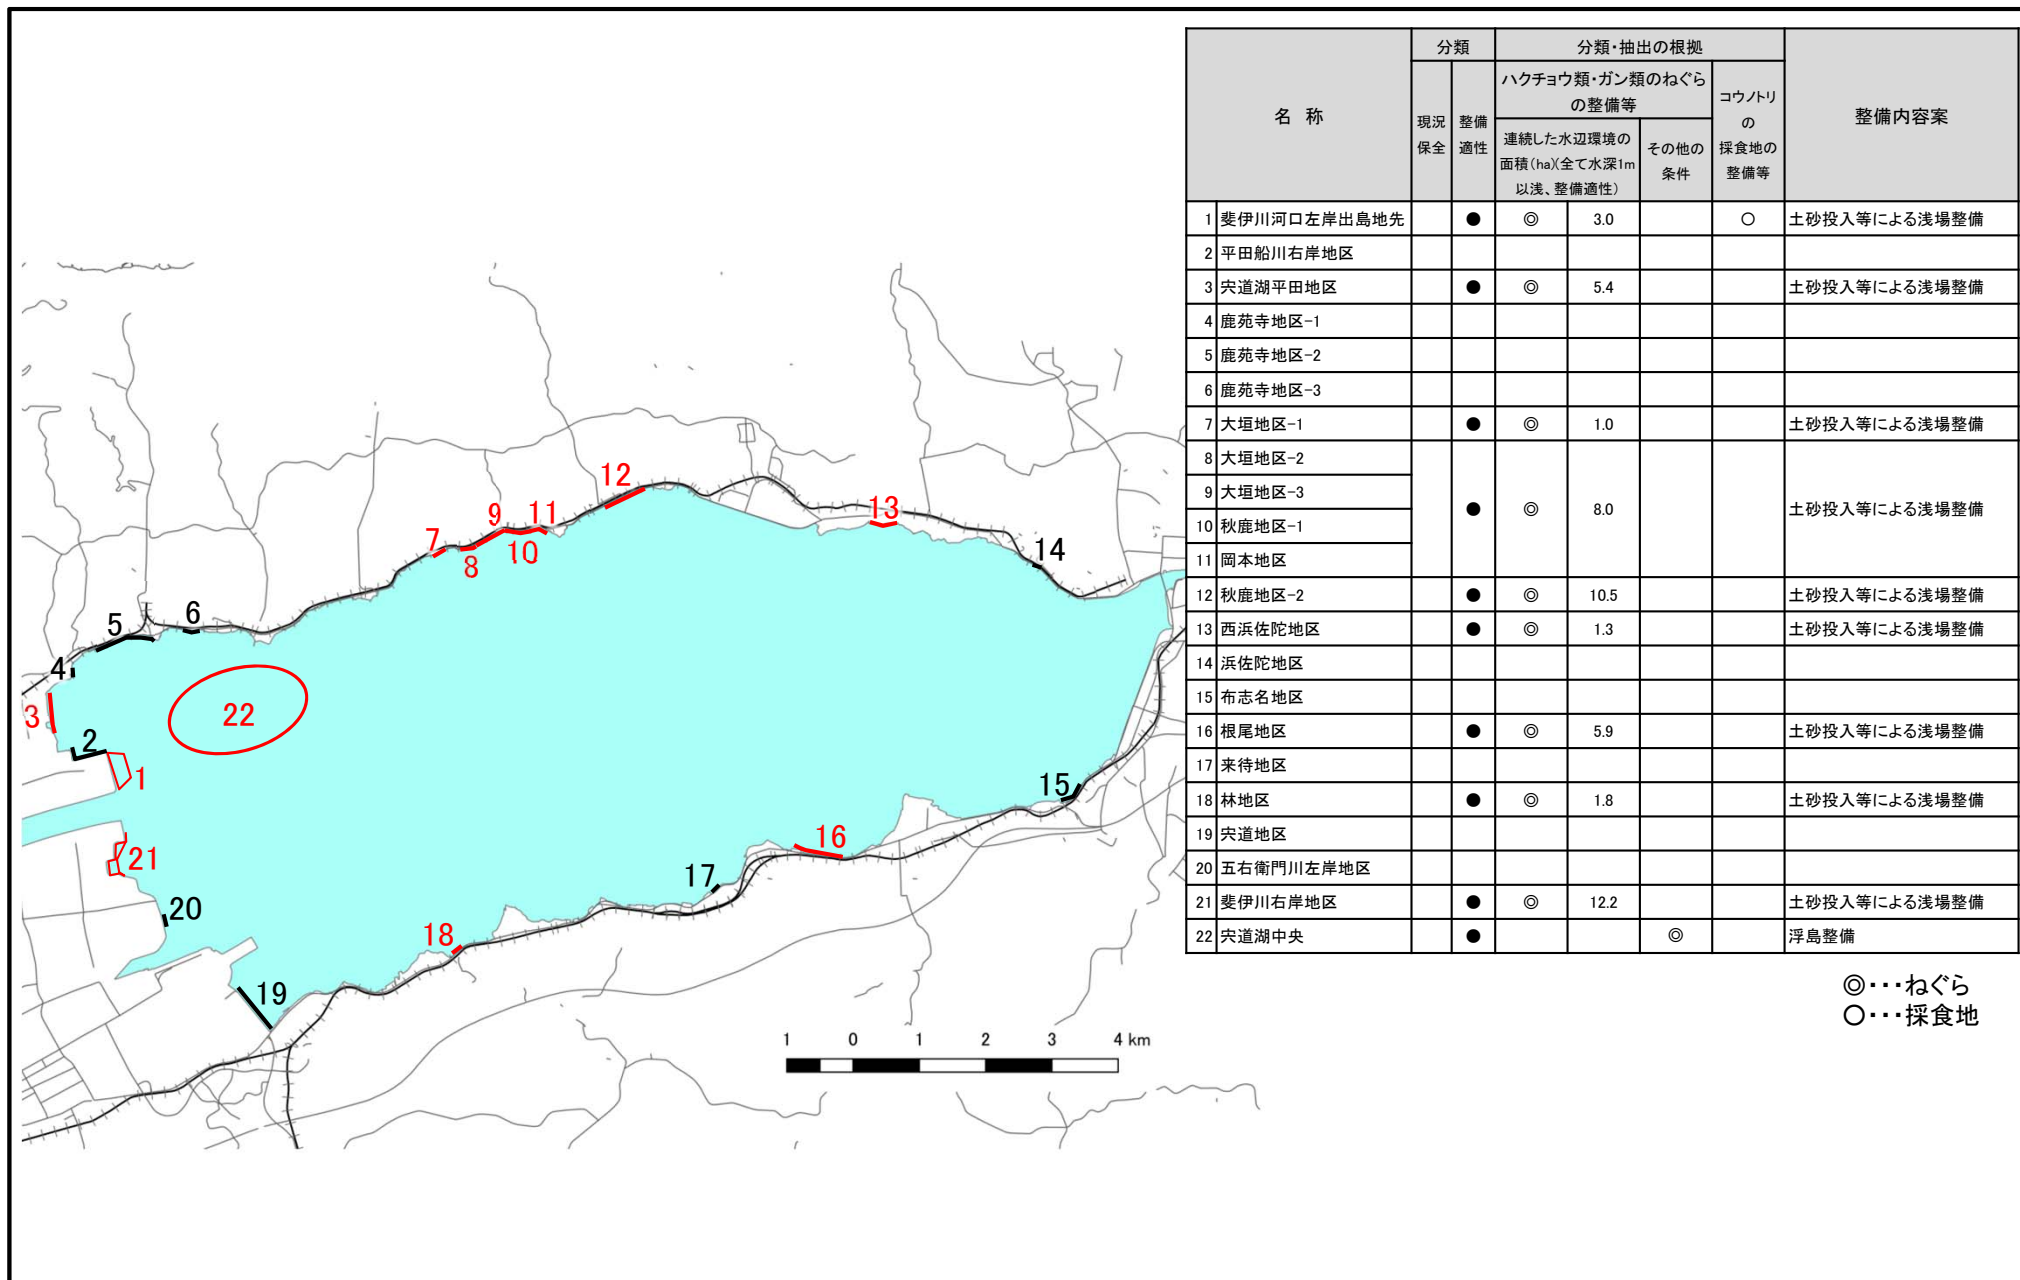 分類
分類・抽出の根拠
名 称
現況
保全
整備
適性
ハクチョウ類・ガン類のねぐら
の整備等
連続した水辺環境の
面積(ha)(全て水深1m
以浅、整備適性)
その他の
条件
コウノトリ
の
採食地の
整備等
整備内容案
1 斐伊川河口左岸出島地先 ● ◎ 3.0 ○ 土砂投入等による浅場整備
2 平田船川右岸地区
3 宍道湖平田地区 ● ◎ 5.4 土砂投入等による浅場整備
4 鹿苑寺地区-1
5 鹿苑寺地区-2
6 鹿苑寺地区-3
7 大垣地区-1 ● ◎ 1.0 土砂投入等による浅場整備
8 大垣地区-2
9 大垣地区-3
10 秋鹿地区-1
11 岡本地区
● ◎ 8.0 土砂投入等による浅場整備
12 秋鹿地区-2 ● ◎ 10.5 土砂投入等による浅場整備
13 西浜佐陀地区 ● ◎ 1.3 土砂投入等による浅場整備
14 浜佐陀地区
15 布志名地区
16 根尾地区 ● ◎ 5.9 土砂投入等による浅場整備
17 来待地区
18 林地区 ● ◎ 1.8 土砂投入等による浅場整備
19 宍道地区
20 五右衛門川左岸地区
21 斐伊川右岸地区 ● ◎ 12.2 土砂投入等による浅場整備
22 宍道湖中央 ● ◎ 浮島整備
◎・・・ねぐら
○・・・採食地
12
13
9
11
7
8
10
14
6
5
4
3
22
2
1
15
16
21
17
20
18
19
1 0 1 2 3 4 km